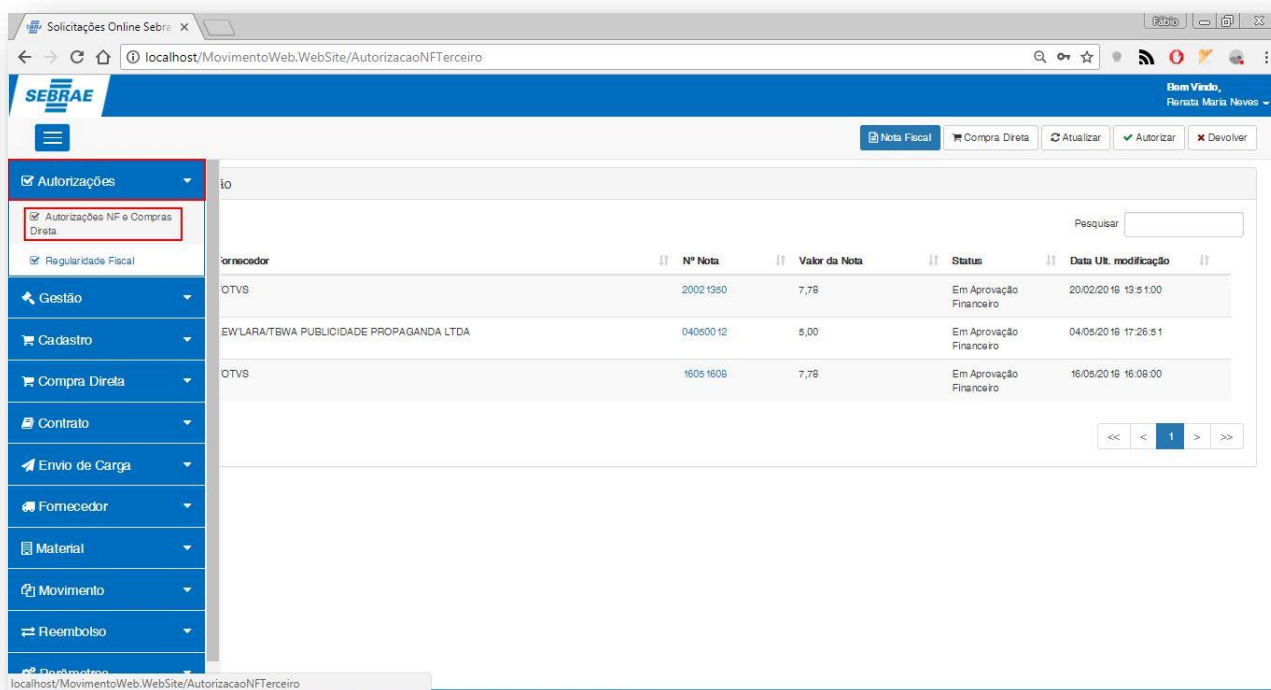 Solicitações Online Sebra
Fábio
localhost/MovimentoWeb.WebSite/AutorizacaoNFTerceiro
SEBRAE
Bem Vindo,
Renata Maria Neves
Nota Fiscal
Compra Direta
Atualizar
Autorizar
Devolver
Autorizações
ão
Autorizações NF e Compras
Direta
Pesquisar
Regularidade Fiscal
ornecedor
Nº Nota
Valor da Nota
Status
Data Ult. modificação
Gestão
OTVS
20021350
7,78
Em Aprovação
Financeiro
20/02/2018 13:51:00
Cadastro
EW'LARA/TBWA PUBLICIDADE PROPAGANDA LTDA
04050012
5,00
Em Aprovação
Financeiro
04/05/2018 17:26:51
Compra Direta
OTVS
16051608
7,78
Em Aprovação
Financeiro
16/05/2018 16:08:00
Contrato
<< < 1 > >>
Envio de Carga
Fornecedor
Material
Movimento
Reembolso
Parâmetros
localhost/MovimentoWeb.WebSite/AutorizacaoNFTerceiro